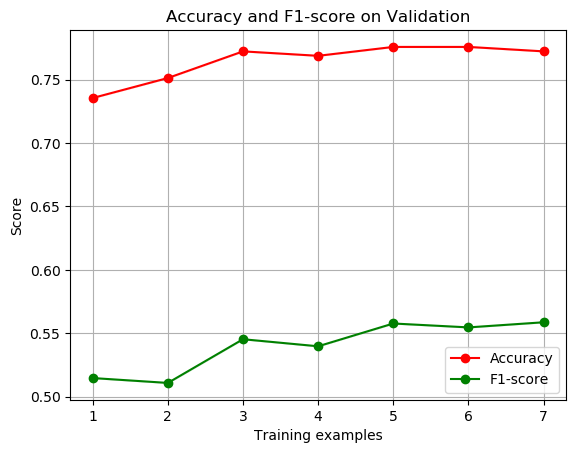 Accuracy and F1-score on Validation
Score
0.75
0.70
0.65
0.60
0.55
0.50
Accuracy
F1-score
1 2 3 4 5 6 7
Training examples